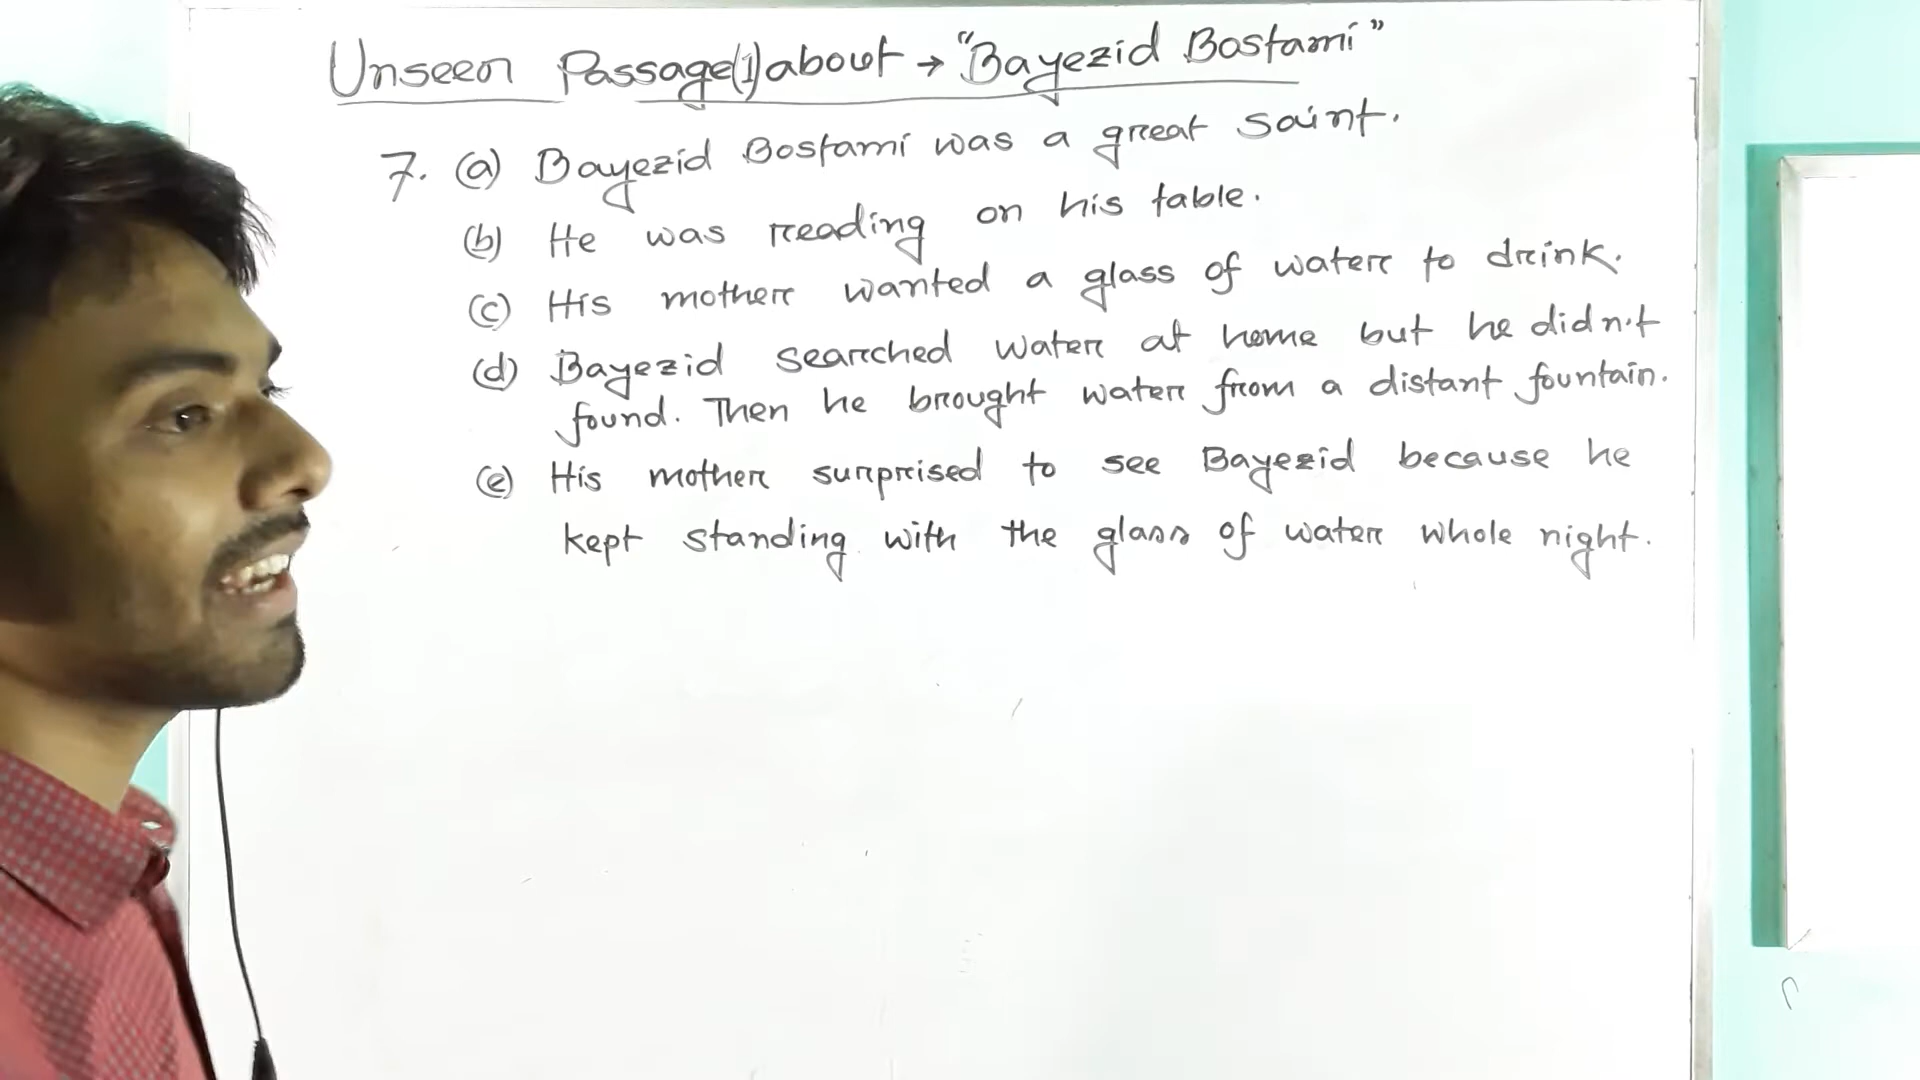 Unseen Passage(1) about → "Bayezid Bostami"
7. (a) Bayezid Bostami was a great saint.
(b) He was reading on his table.
(c) His mother wanted a glass of water to drink.
(d) Bayezid searched water at home but he didn't
found. Then he brought water from a distant fountain.
(e) His mother surprised to see Bayezid because he
kept standing with the glass of water whole night.